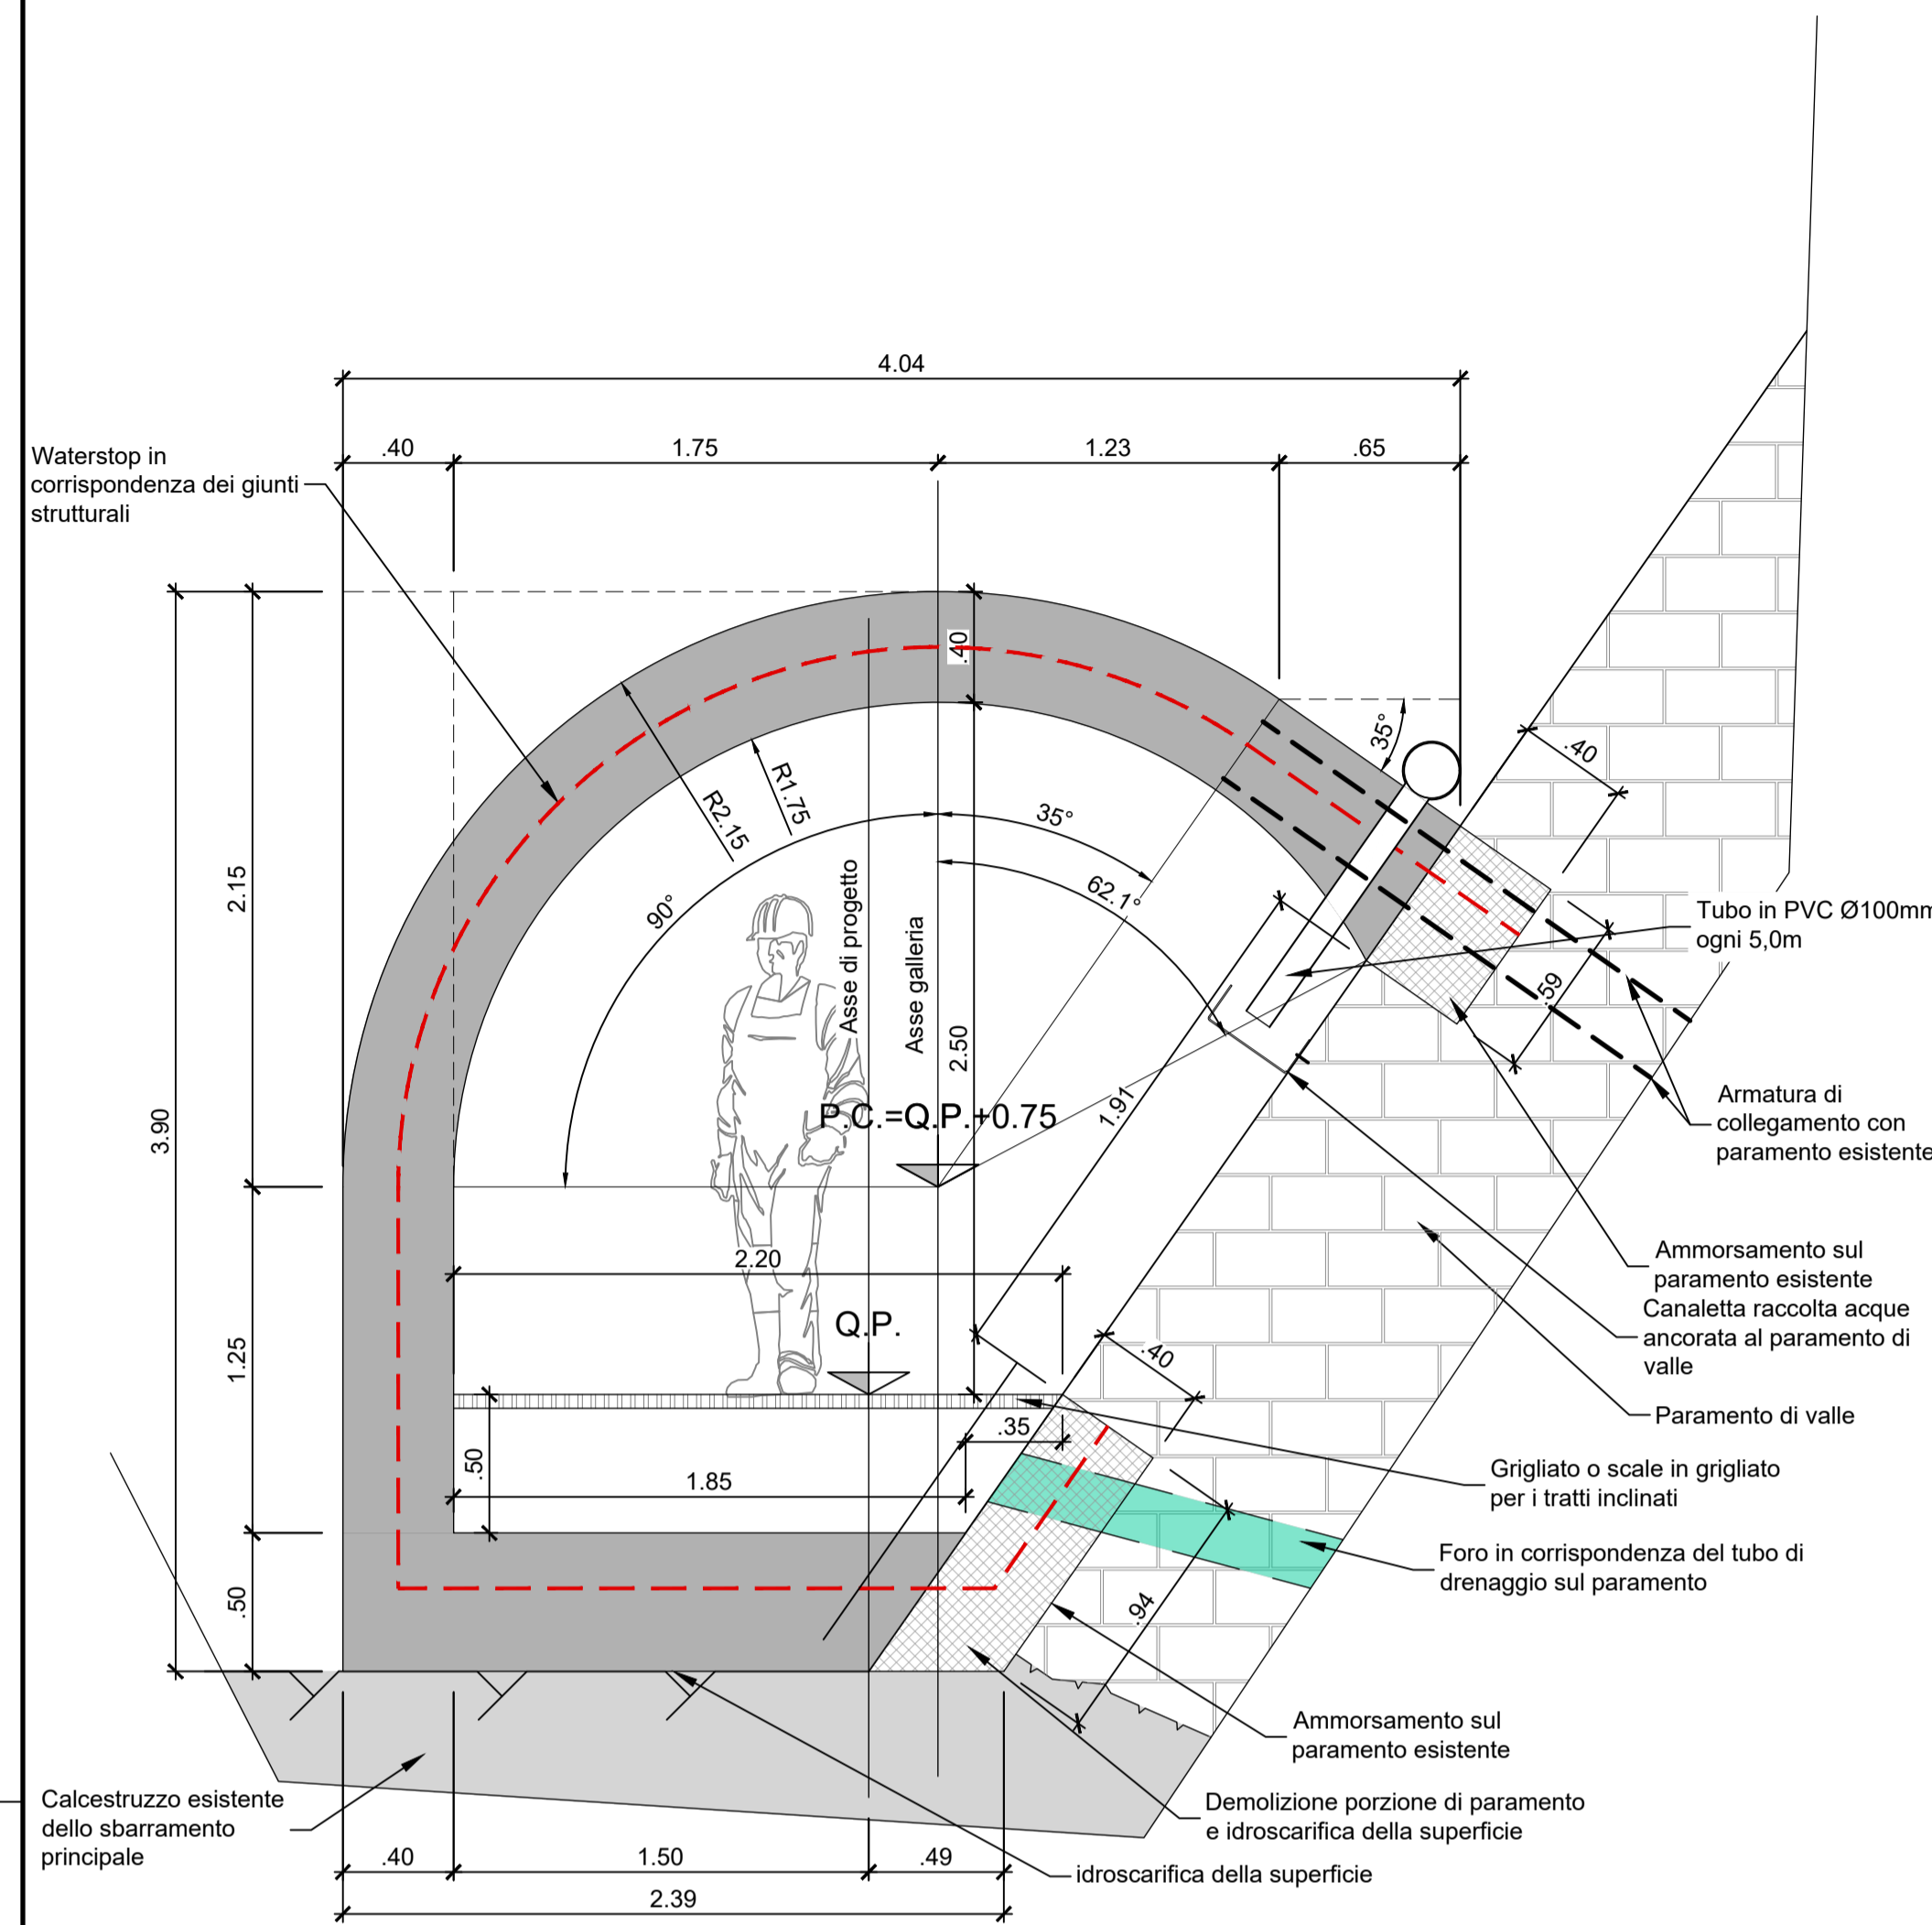 4.04
.40
1.75
1.23
.65
Waterstop in
corrispondenza dei giunti
strutturali
.40
35°
.40
R2.15
R1.75
35°
62.1°
90°
2.15
3.90
1.25
.50
Asse di progetto
Asse galleria
2.50
1.91
.59
Tubo in PVC Ø100mm
ogni 5,0m
P.C.=Q.P.+0.75
Armatura di
collegamento con
paramento esistente
2.20
Q.P.
Ammorsamento sul
paramento esistente
Canaletta raccolta acque
ancorata al paramento di
valle
.40
Paramento di valle
.35
.50
1.85
Grigliato o scale in grigliato
per i tratti inclinati
Foro in corrispondenza del tubo di
drenaggio sul paramento
.94
Ammorsamento sul
paramento esistente
Demolizione porzione di paramento
e idroscarifica della superficie
Calcestruzzo esistente
dello sbarramento
principale
idroscarifica della superficie
.40
1.50
.49
2.39